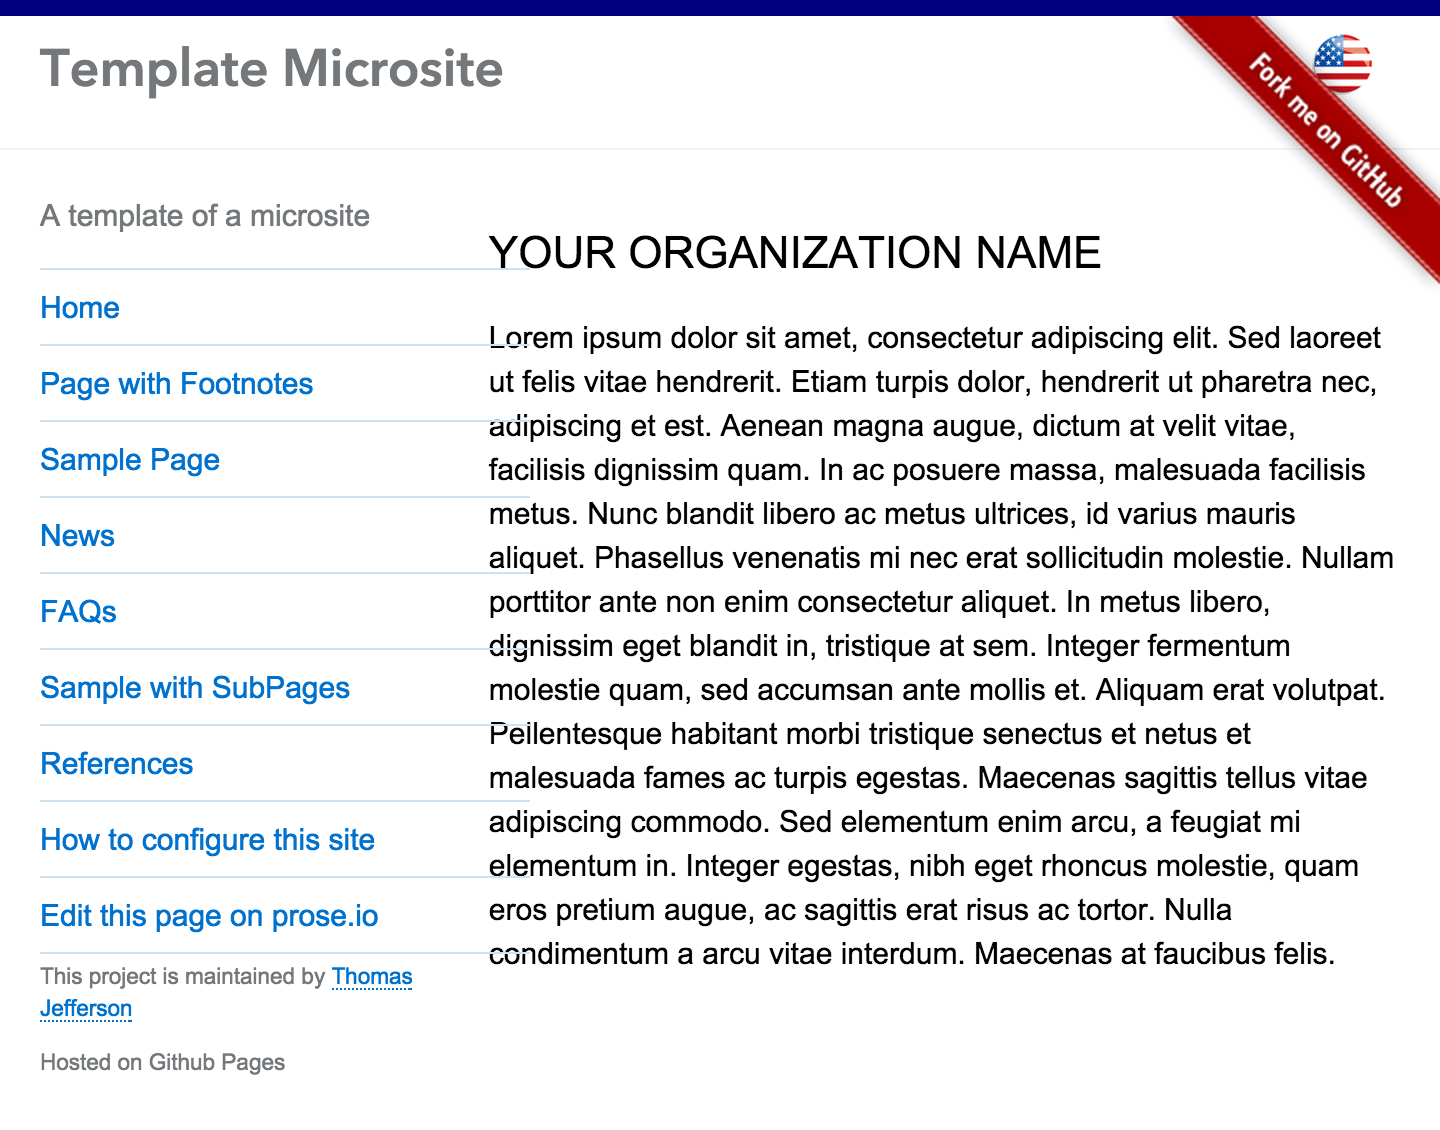 Template Microsite
Fork me on GitHub
A template of a microsite
Home
Page with Footnotes
Sample Page
News
FAQs
Sample with SubPages
References
How to configure this site
Edit this page on prose.io
This project is maintained by Thomas
Jefferson
Hosted on Github Pages
YOUR ORGANIZATION NAME
Lorem ipsum dolor sit amet, consectetur adipiscing elit. Sed laoreet
ut felis vitae hendrerit. Etiam turpis dolor, hendrerit ut pharetra nec,
adipiscing et est. Aenean magna augue, dictum at velit vitae,
facilisis dignissim quam. In ac posuere massa, malesuada facilisis
metus. Nunc blandit libero ac metus ultrices, id varius mauris
aliquet. Phasellus venenatis mi nec erat sollicitudin molestie. Nullam
porttitor ante non enim consectetur aliquet. In metus libero,
dignissim eget blandit in, tristique at sem. Integer fermentum
molestie quam, sed accumsan ante mollis et. Aliquam erat volutpat.
Pellentesque habitant morbi tristique senectus et netus et
malesuada fames ac turpis egestas. Maecenas sagittis tellus vitae
adipiscing commodo. Sed elementum enim arcu, a feugiat mi
elementum in. Integer egestas, nibh eget rhoncus molestie, quam
eros pretium augue, ac sagittis erat risus ac tortor. Nulla
condimentum a arcu vitae interdum. Maecenas at faucibus felis.